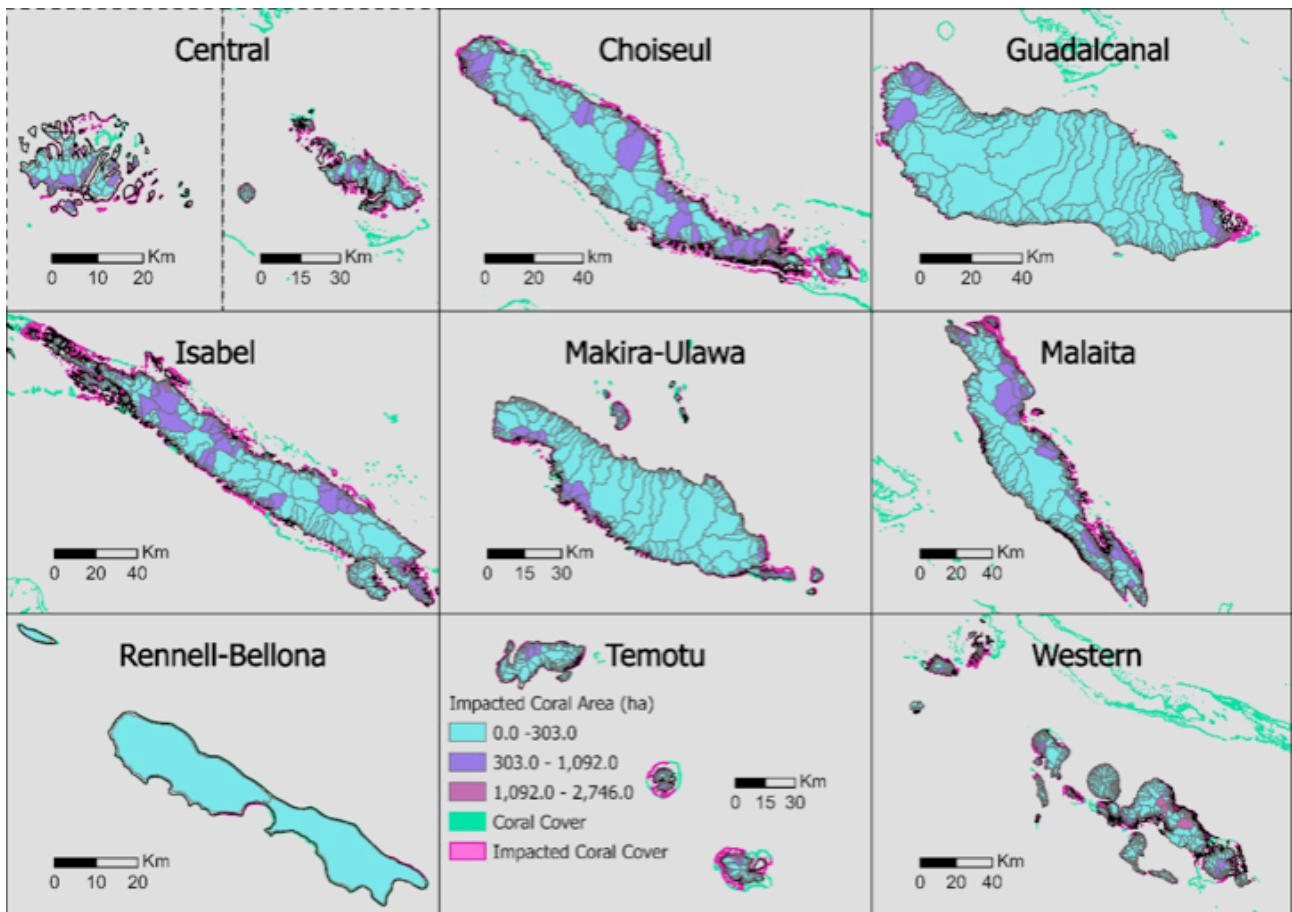 Central
Km
0 10 20
Km
0 15 30
Choiseul
km
0 20 40
Guadalcanal
Km
0 20 40
Isabel
Km
0 20 40
Makira-Ulawa
Km
0 15 30
Malaita
Km
0 20 40
Rennell-Bellona
Km
0 10 20
Temotu
Impacted Coral Area (ha)
0.0 -303.0
303.0 - 1,092.0
1,092.0 - 2,746.0
Coral Cover
Impacted Coral Cover
Km
0 15 30
Western
Km
0 20 40